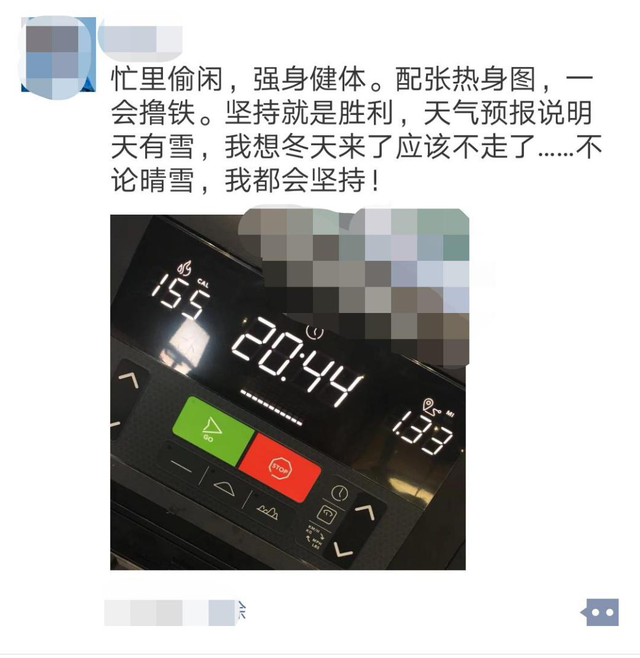 忙里偷闲，强身健体。配张热身图，一
会撸铁。坚持就是胜利，天气预报说明
天有雪，我想冬天来了应该不走了……不
论晴雪，我都会坚持！
CAL
155
20:44
MI
1.33
GO
STOP